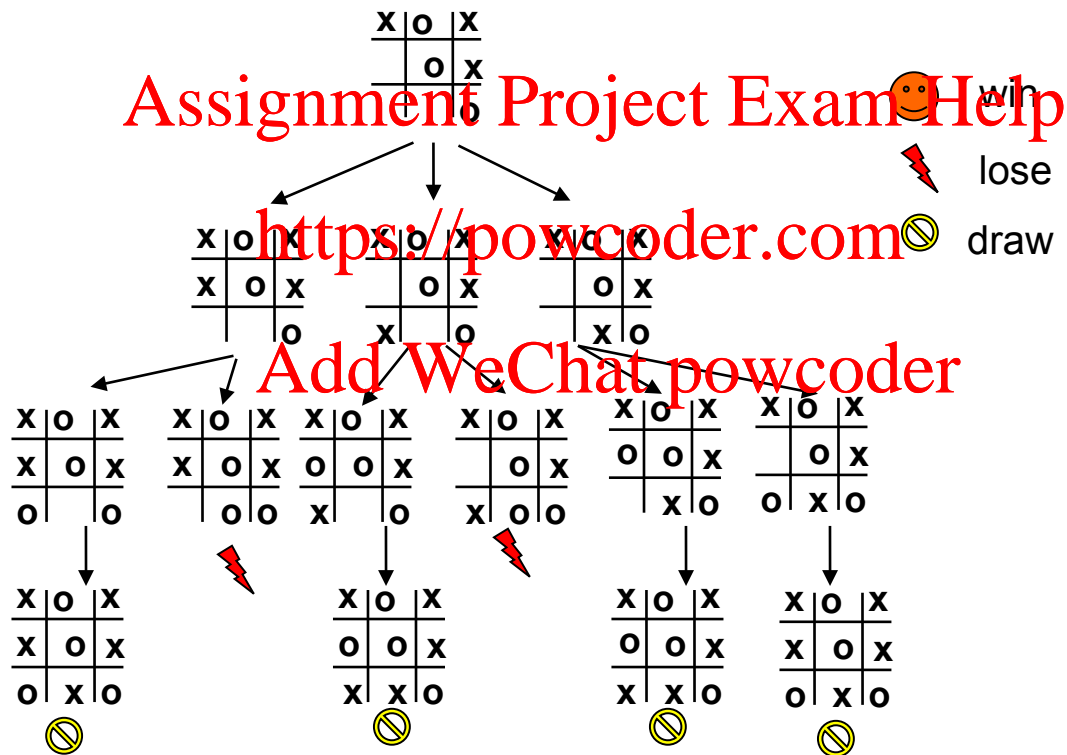 x o x
o x
Assignment Project Exam Help
win
o
lose
https://powcoder.com
draw
x o x x o x x o x
x o x o x o x
o x o x o
Add WeChat powcoder
x o x x o x x o x x o x x o x x o x
x o x x o x o o x o x o o x o x
o o o o x o x o o x o o x o
x o x x o x x o x x o x
x o x o o x o o x x o x
o x o x x o x x o o x o